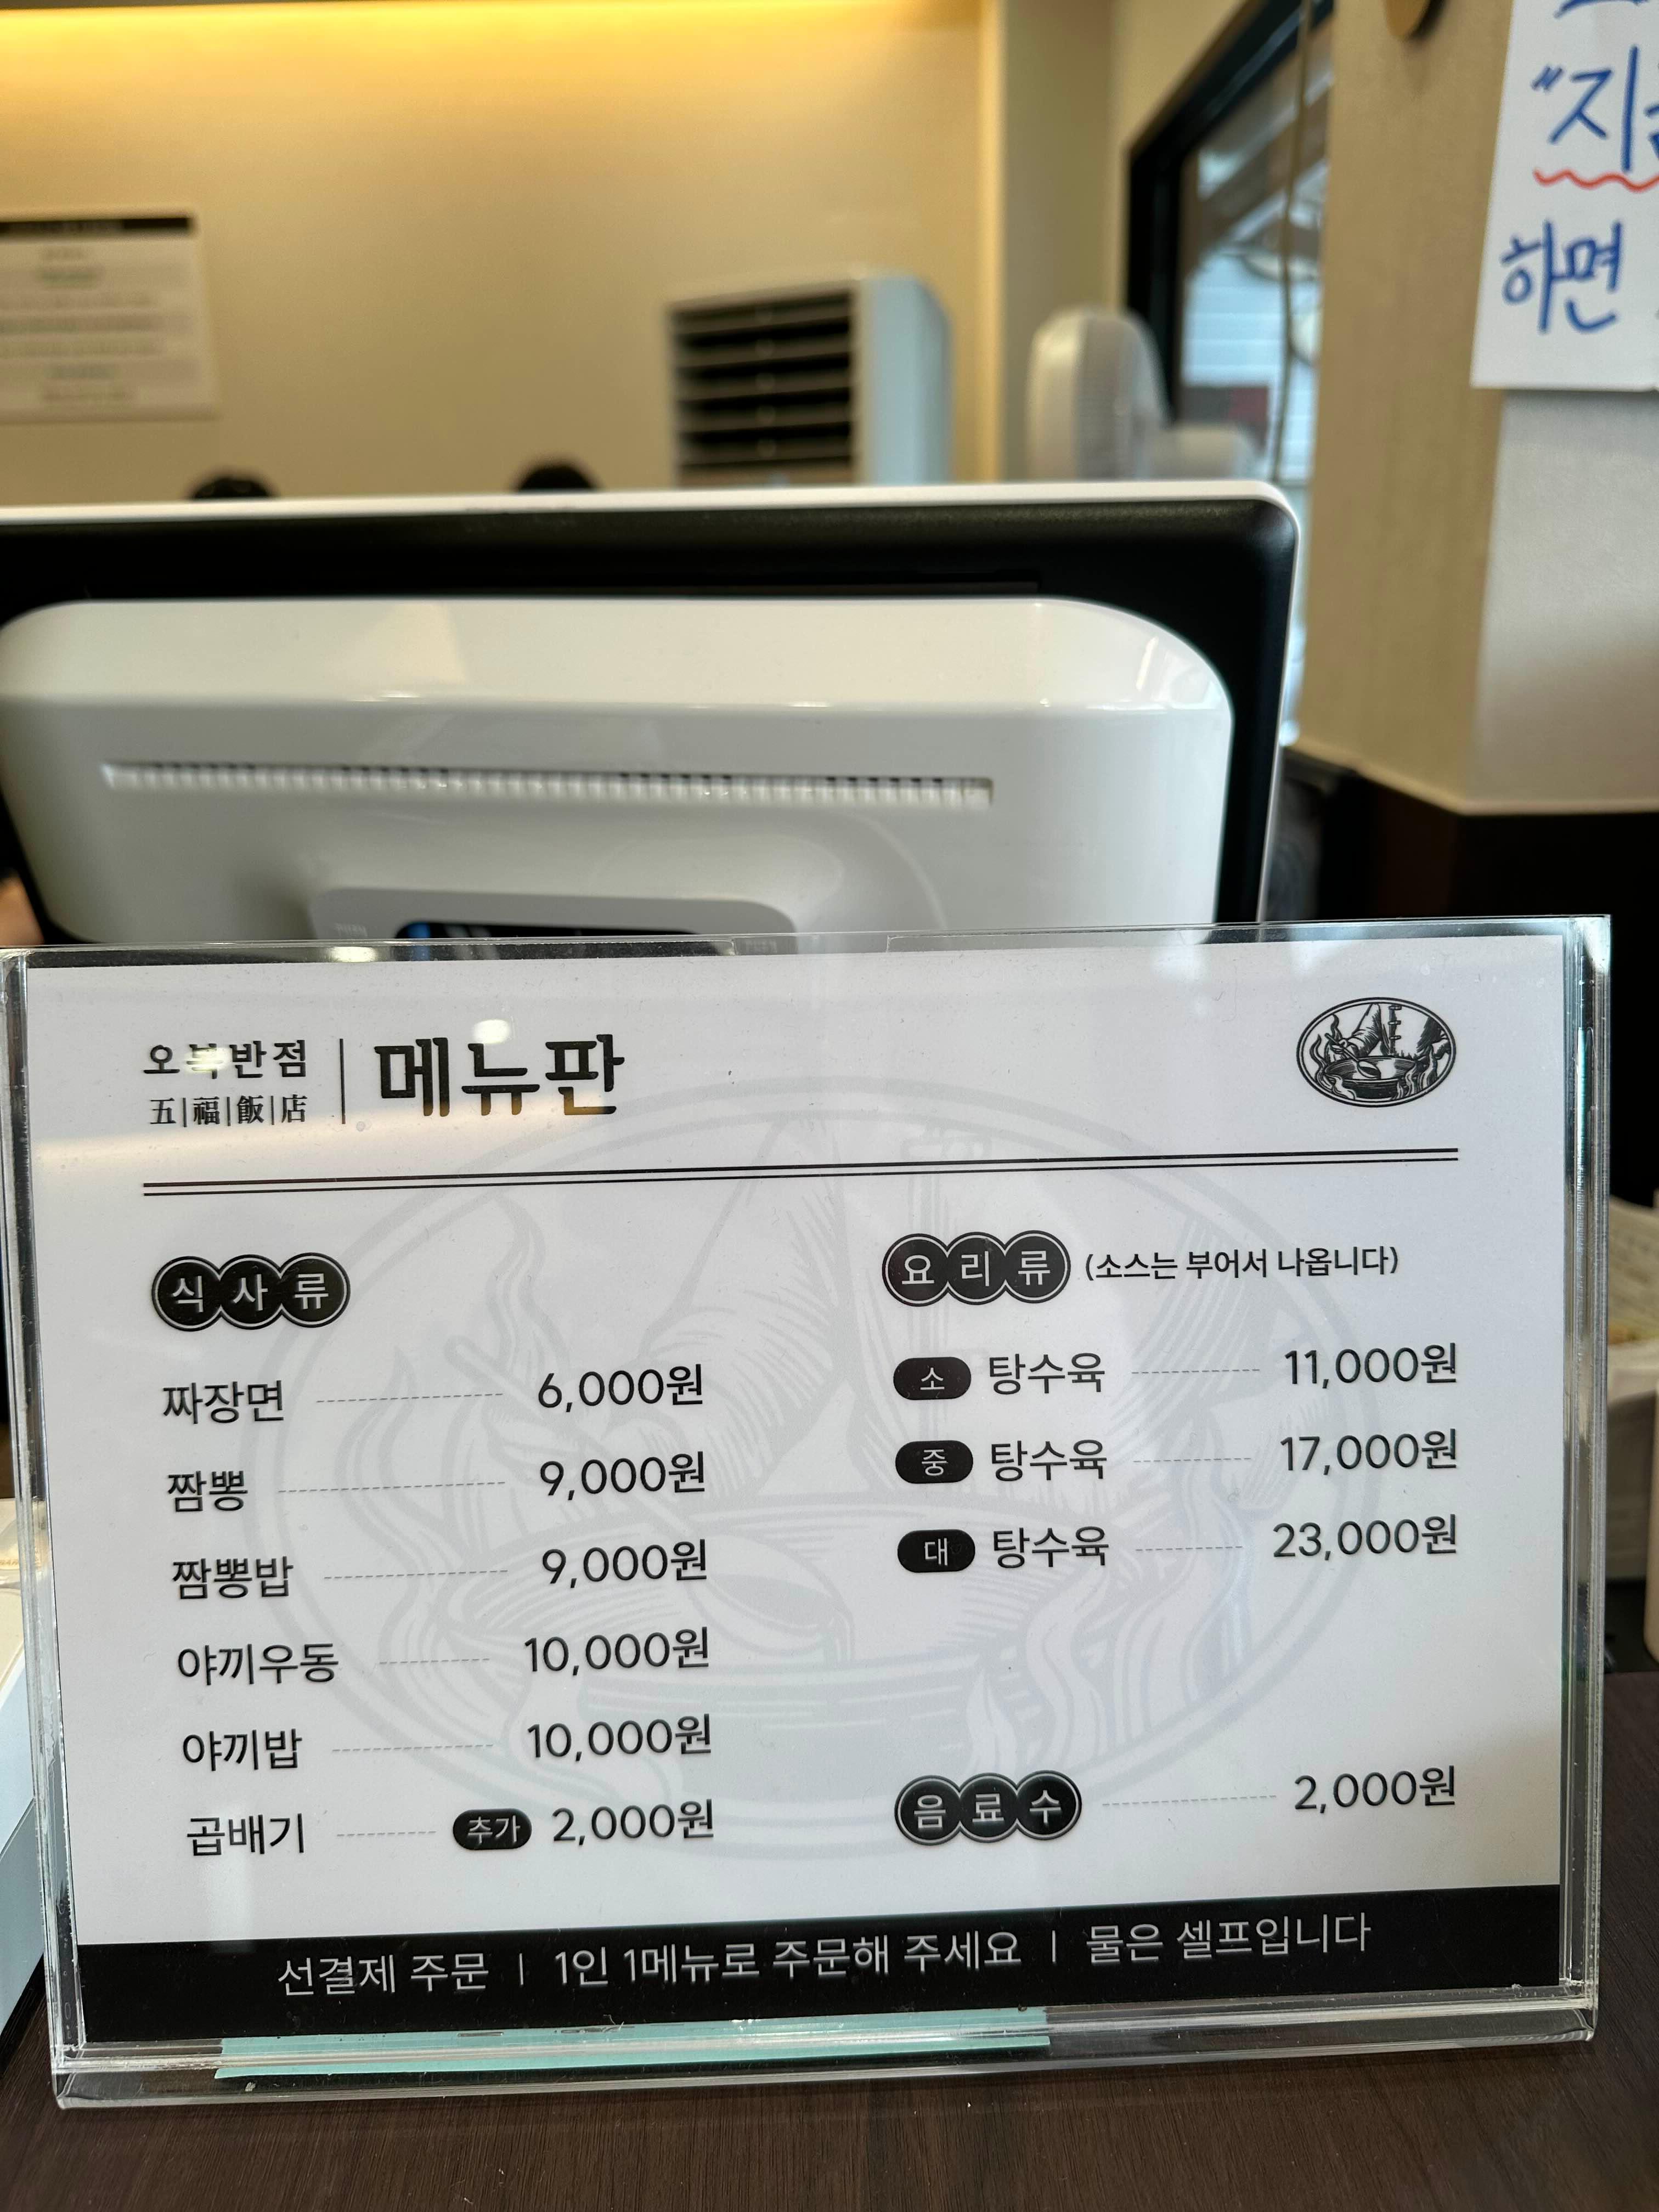 "지
하면
오복반점
五|福|飯|店
메뉴판
식사류
짜장면 6,000원
짬뽕 9,000원
짬뽕밥 9,000원
야끼우동 10,000원
야끼밥 10,000원
곱배기 추가 2,000원
요리류 (소스는 부어서 나옵니다)
소 탕수육 11,000원
중 탕수육 17,000원
대 탕수육 23,000원
음료수 2,000원
선결제 주문 | 1인 1메뉴로 주문해 주세요 | 물은 셀프입니다